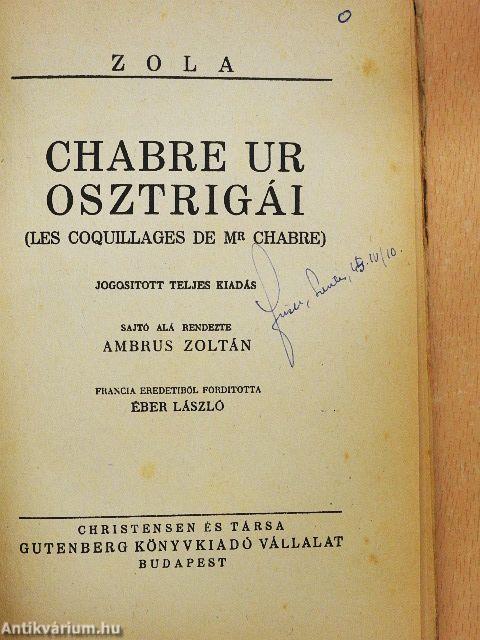 ZOLA
CHABRE UR
OSZTRIGÁI
(LES COQUILLAGES DE MR CHABRE)
JOGOSITOTT TELJES KIADÁS
SAJTÓ ALÁ RENDEZTE
AMBRUS ZOLTÁN
FRANCIA EREDETIBŐL FORDITOTTA
ÉBER LÁSZLÓ
CHRISTENSEN ÉS TÁRSA
GUTENBERG KÖNYVKIADÓ VÁLLALAT
BUDAPEST
Antikvárium.hu